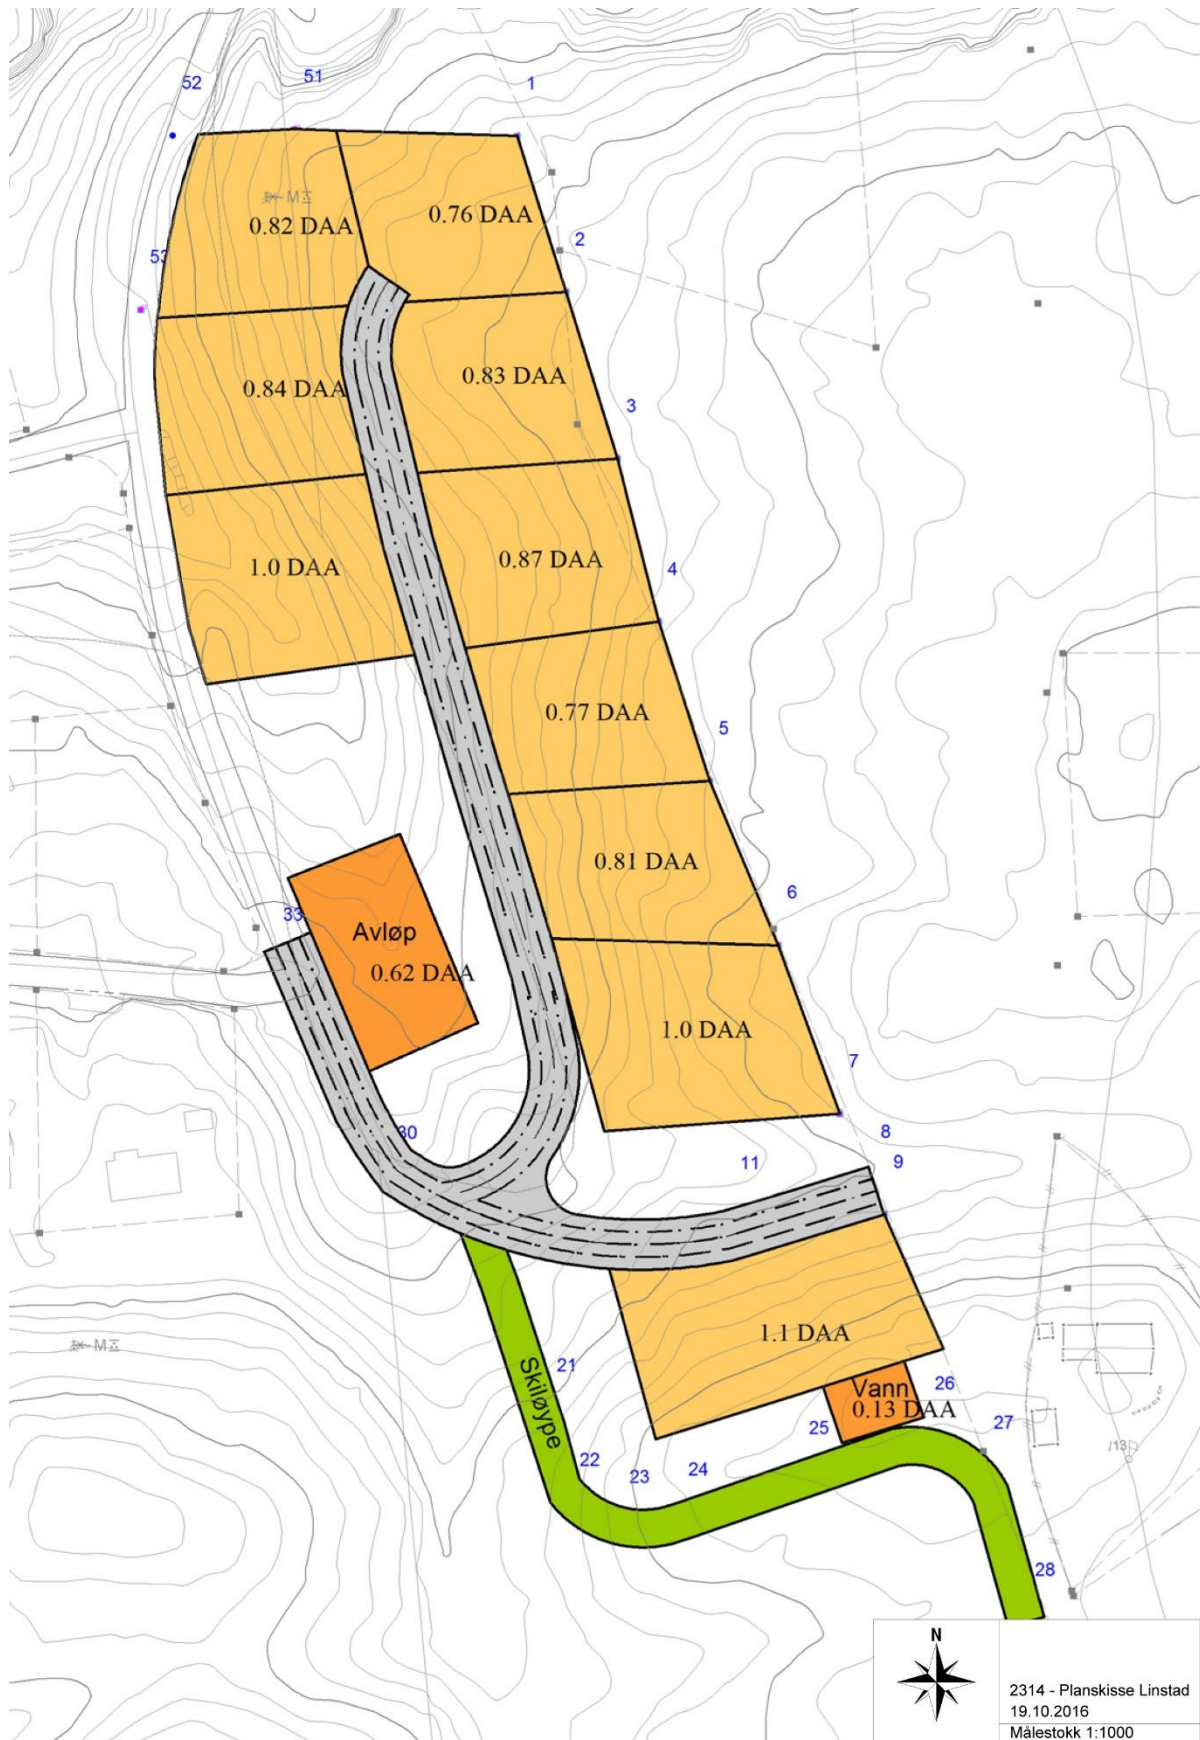 52
51
1
M
0.82 DAA
0.76 DAA
2
53
0.84 DAA
0.83 DAA
3
1.0 DAA
0.87 DAA
4
0.77 DAA
5
0.81 DAA
6
33
Avløp
0.62 DAA
1.0 DAA
7
30
8
11
9
M
1.1 DAA
21
Skiløype
Vann
0.13 DAA
26
25
27
22
23
24
28
N
2314 - Planskisse Linstad
19.10.2016
Målestokk 1:1000